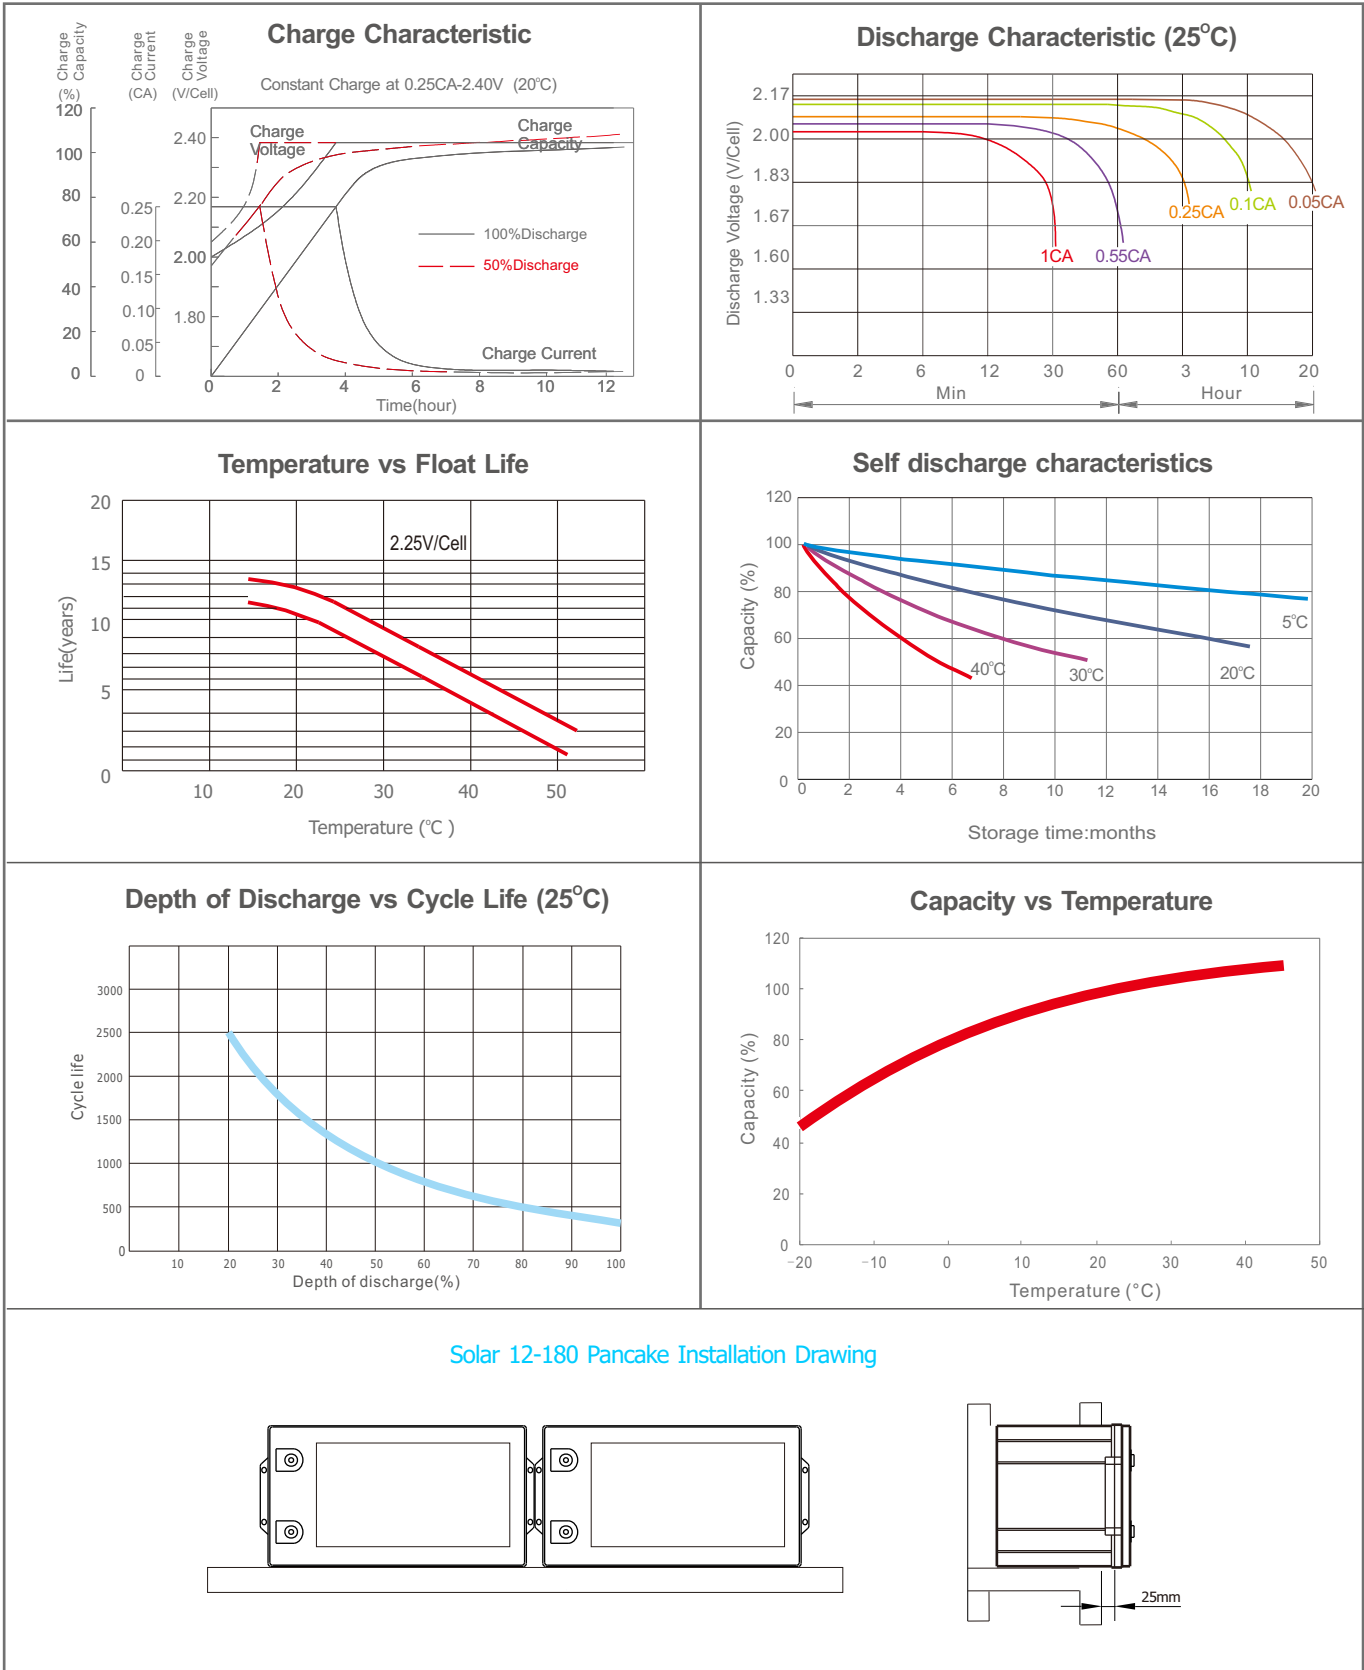 Charge Characteristic
Constant Charge at 0.25CA-2.40V (20°C)
Charge
Capacity
(%)
Charge
Current
(CA)
Charge
Voltage
(V/Cell)
120
100
80
60
40
20
0
0.25
0.20
0.15
0.10
0.05
0
2.40
2.20
2.00
1.80
Charge
Voltage
Charge
Capacity
100%Discharge
50%Discharge
Charge Current
0 2 4 6 8 10 12
Time(hour)
Discharge Characteristic (25°C)
Discharge Voltage (V/Cell)
2.17
2.00
1.83
1.67
1.60
1.33
1CA
0.55CA
0.25CA
0.1CA
0.05CA
0 2 6 12 30 60 3 10 20
Min
Hour
Temperature vs Float Life
2.25V/Cell
Life(years)
20
15
10
5
0
10 20 30 40 50
Temperature (°C )
Self discharge characteristics
Capacity (%)
120
100
80
60
40
20
0
5°C
20°C
30°C
40°C
0 2 4 6 8 10 12 14 16 18 20
Storage time:months
Depth of Discharge vs Cycle Life (25°C)
Cycle life
3000
2500
2000
1500
1000
500
0
10 20 30 40 50 60 70 80 90 100
Depth of discharge(%)
Capacity vs Temperature
Capacity (%)
120
100
80
60
40
20
0
−20 −10 0 10 20 30 40 50
Temperature (°C)
Solar 12-180 Pancake Installation Drawing
25mm